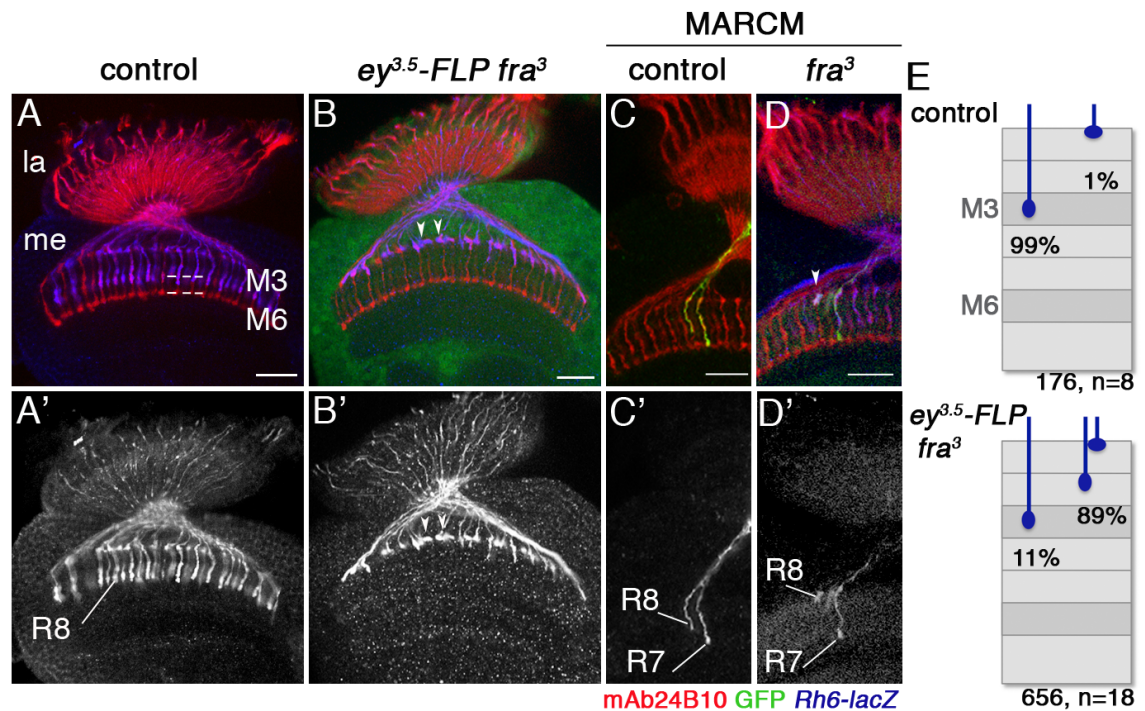 MARCM
control
ey3.5-FLP fra3
control
fra3
A
B
C
D
E
la
me
M3
M6
control
1%
M3
99%
M6
176, n=8
A'
B'
C'
D'
R8
R8
R7
R8
R7
ey3.5-FLP
fra3
89%
11%
656, n=18
mAb24B10 GFP Rh6-lacZ